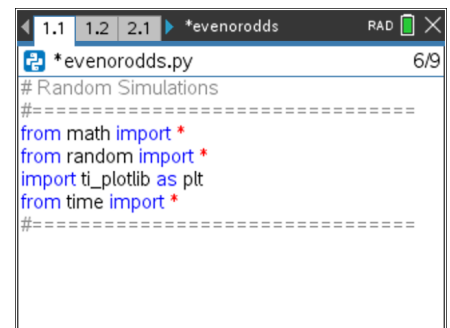 1.1 1.2 2.1 *evenorodds RAD
*evenorodds.py 6/9
# Random Simulations
#================================
from math import *
from random import *
import ti_plotlib as plt
from time import *
#================================